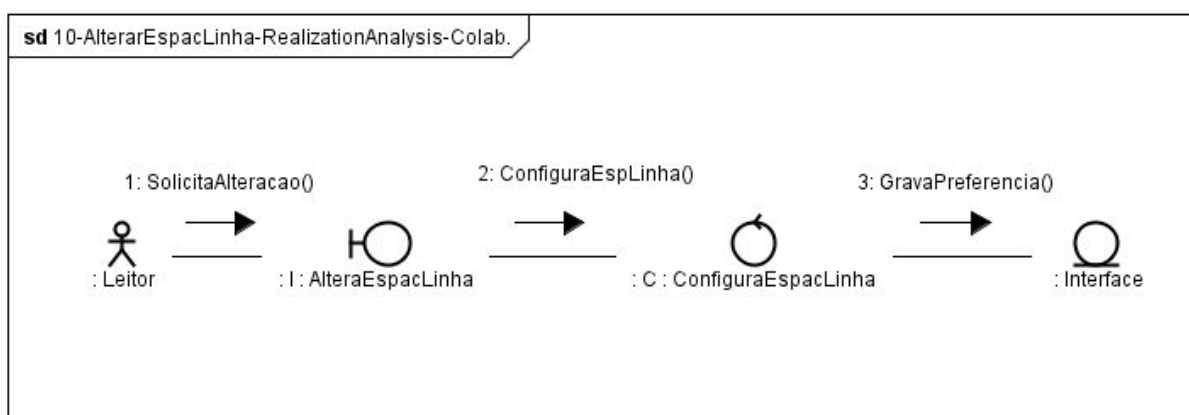 sd 10-AlterarEspacLinha-RealizationAnalysis-Colab.
1: SolicitaAlteracao()
2: ConfiguraEspLinha()
3: GravaPreferencia()
: Leitor
: I : AlteraEspacLinha
: C : ConfiguraEspacLinha
: Interface